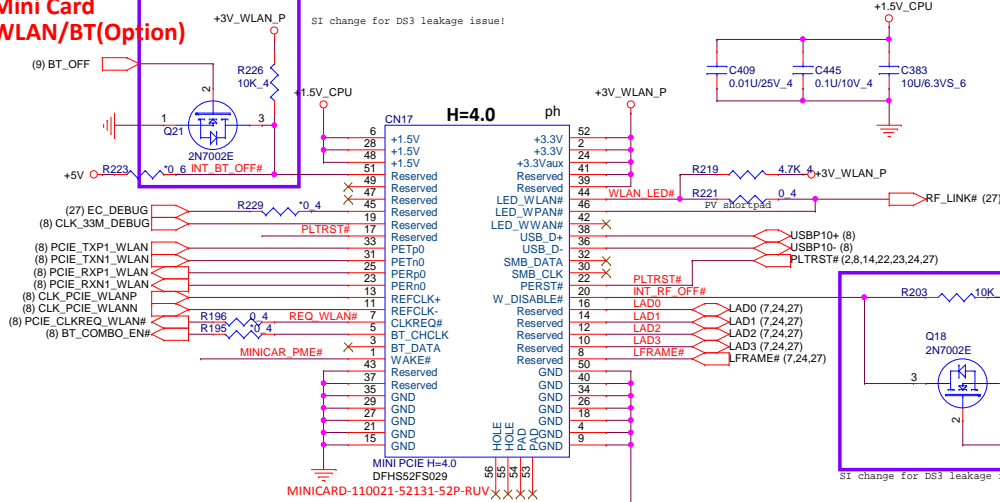 Mini Card
WLAN/BT(Option)
+3V_WLAN_P
SI change for DS3 leakage issue!
(9) BT_OFF
R226
10K_4
2
1
3
Q21
2N7002E
+5V
R223
*0_6
INT_BT_OFF#
+1.5V_CPU
C409
0.01U/25V_4
C445
0.1U/10V_4
C383
10U/6.3VS_6
+1.5V_CPU
H=4.0
ph
+3V_WLAN_P
CN17
6
+1.5V
+3.3V
52
28
+1.5V
+3.3V
2
48
+1.5V
+3.3Vaux
24
51
Reserved
Reserved
41
49
Reserved
Reserved
39
47
Reserved
LED_WLAN#
44
WLAN_LED#
45
Reserved
LED_WPAN#
46
19
Reserved
LED_WWAN#
42
17
Reserved
USB_D+
38
33
PETp0
USB_D-
36
31
PETn0
SMB_DATA
32
25
PERp0
SMB_CLK
30
23
PERn0
PERST#
22
PLTRST#
13
REFCLK+
W_DISABLE#
20
INT_RF_OFF#
11
REFCLK-
Reserved
16
LAD0
7
CLKREQ#
Reserved
14
LAD1
5
BT_CHCLK
Reserved
12
LAD2
3
BT_DATA
Reserved
10
LAD3
1
WAKE#
Reserved
8
LFRAME#
43
Reserved
GND
50
37
Reserved
GND
40
35
GND
GND
34
29
GND
GND
26
27
GND
GND
18
21
GND
GND
4
15
GND
GND
9
HOLE
HOLE
PAD
PAD
56
55
54
53
MINI PCIE H=4.0
DFHS52FS029
MINICARD-110021-52131-52P-RUV
(27) EC_DEBUG
R229
*0_4
(8) CLK_33M_DEBUG
PLTRST#
(8) PCIE_TXP1_WLAN
(8) PCIE_TXN1_WLAN
(8) PCIE_RXP1_WLAN
(8) PCIE_RXN1_WLAN
(8) CLK_PCIE_WLANP
(8) CLK_PCIE_WLANN
(8) PCIE_CLKREQ_WLAN#
R196
0_4
REQ_WLAN#
(8) BT_COMBO_EN#
R195
*0_4
MINICAR_PME#
R219
4.7K_4
+3V_WLAN_P
R221
0_4
PV shortpad
RF_LINK# (27)
USBP10+ (8)
USBP10- (8)
PLTRST# (2,8,14,22,23,24,27)
LAD0 (7,24,27)
LAD1 (7,24,27)
LAD2 (7,24,27)
LAD3 (7,24,27)
LFRAME# (7,24,27)
R203
10K
Q18
2N7002E
3
2
SI change for DS3 leakage